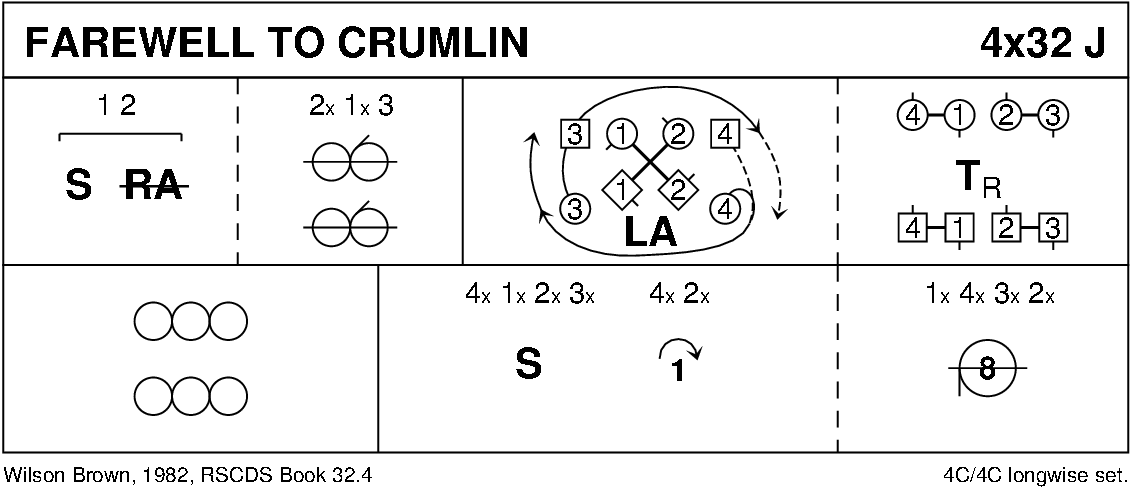 FAREWELL TO CRUMLIN 4x32 J
1 2 2x 1x 3
S RA
3 1 2 4
1 2
3 4
LA
4 1 2 3
TR
4 1 2 3
4x 1x 2x 3x 4x 2x 1x 4x 3x 2x
S 1 8
Wilson Brown, 1982, RSCDS Book 32.4 4C/4C longwise set.